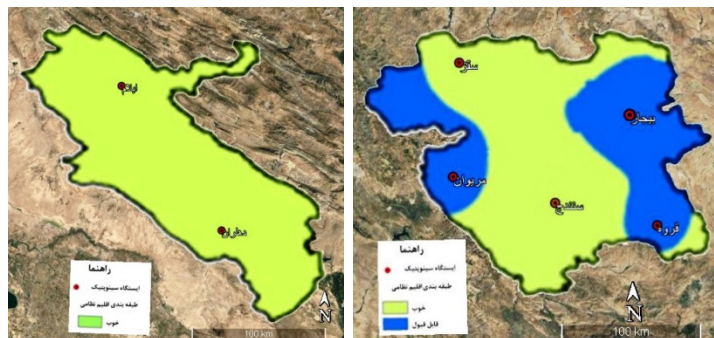 ایلام
دهلران
راهنما
ایستگاه سینوپتیک
طبقه بندی اقلیم نظامی
خوب
N
100 km
سقز
بیجار
مریوان
سنندج
قروه
راهنما
ایستگاه سینوپتیک
طبقه بندی اقلیم نظامی
خوب
قابل قبول
N
100 km